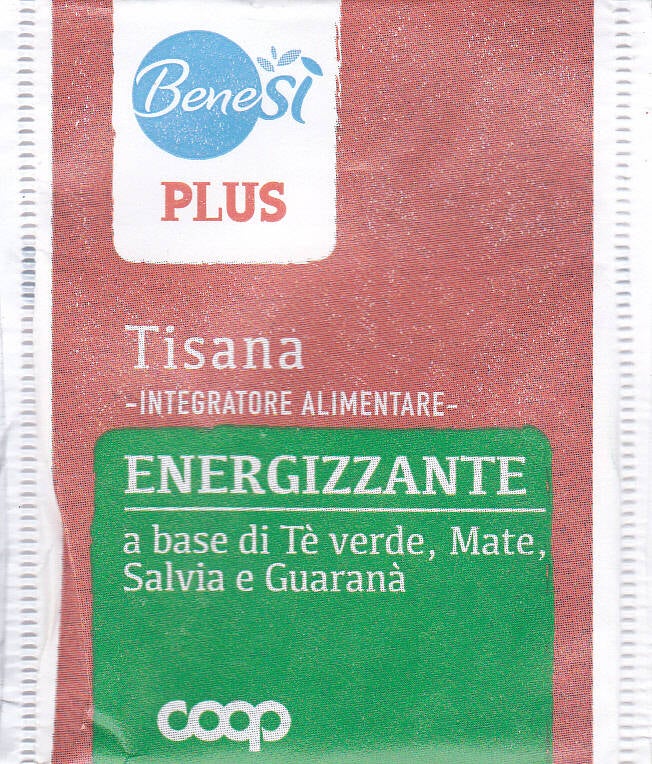 BeneSì
PLUS
Tisana
-INTEGRATORE ALIMENTARE-
ENERGIZZANTE
a base di Tè verde, Mate,
Salvia e Guaranà
coop